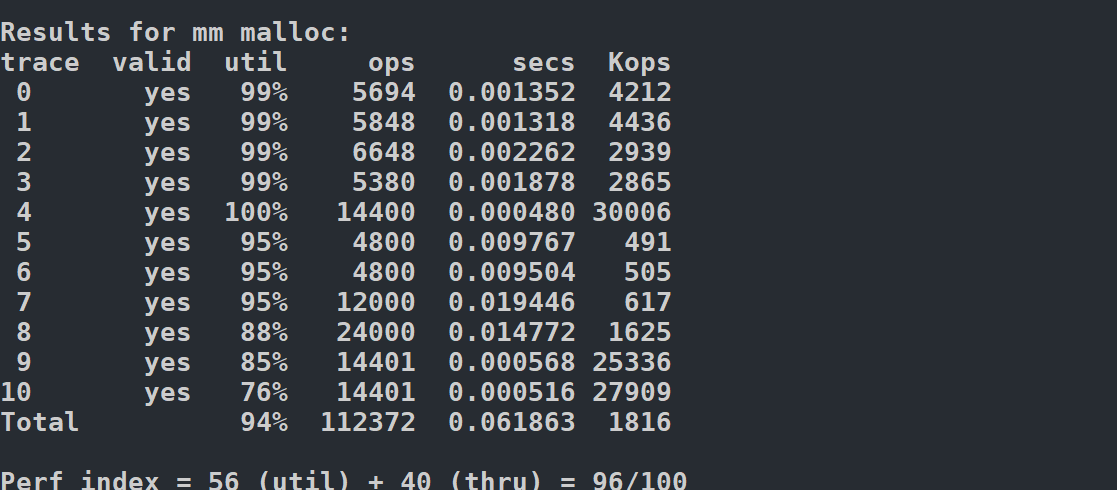 Results for mm malloc:
trace  valid  util     ops      secs  Kops
 0       yes   99%    5694  0.001352  4212
 1       yes   99%    5848  0.001318  4436
 2       yes   99%    6648  0.002262  2939
 3       yes   99%    5380  0.001878  2865
 4       yes  100%   14400  0.000480 30006
 5       yes   95%    4800  0.009767   491
 6       yes   95%    4800  0.009504   505
 7       yes   95%   12000  0.019446   617
 8       yes   88%   24000  0.014772  1625
 9       yes   85%   14401  0.000568 25336
10       yes   76%   14401  0.000516 27909
Total          94%  112372  0.061863  1816
Perf index = 56 (util) + 40 (thru) = 96/100